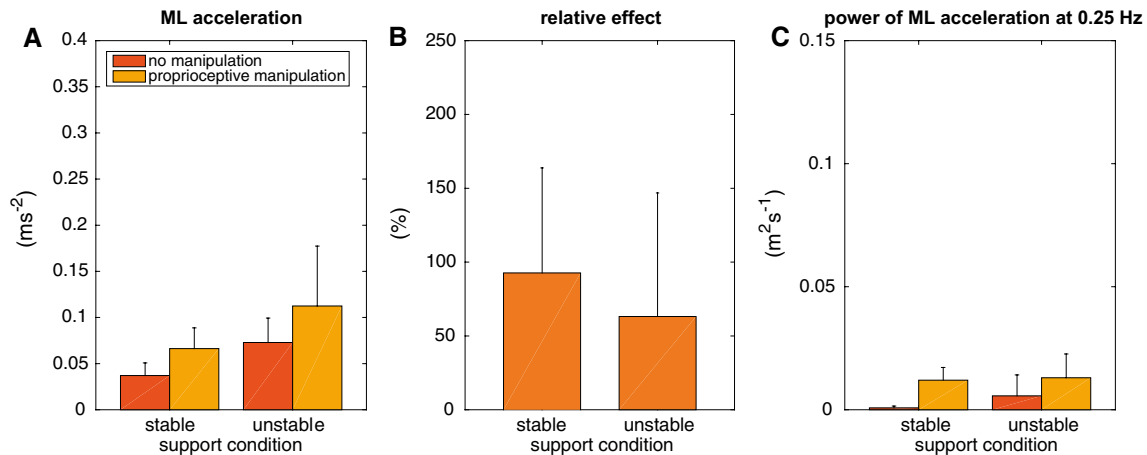 A
ML acceleration
0.4
0.35
0.3
0.25
0.2
0.15
0.1
0.05
0
(ms-2)
no manipulation
proprioceptive manipulation
stable unstable
support condition
B
relative effect
250
200
150
100
50
0
(%)
stable unstable
support condition
C
power of ML acceleration at 0.25 Hz
0.15
0.1
0.05
0
(m2s-1)
stable unstable
support condition